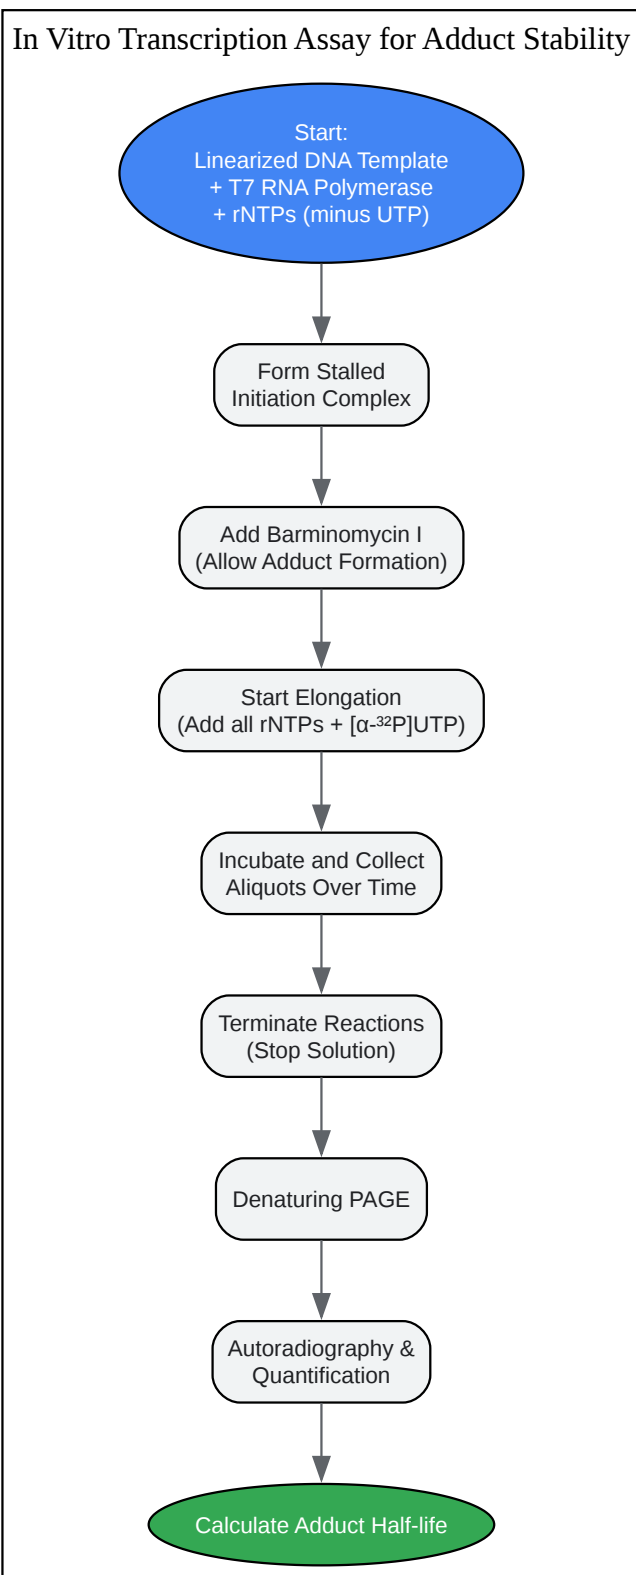 In Vitro Transcription Assay for Adduct Stability
Start:
Linearized DNA Template
+ T7 RNA Polymerase
+ rNTPs (minus UTP)
Form Stalled
Initiation Complex
Add Barminomycin I
(Allow Adduct Formation)
Start Elongation
(Add all rNTPs + [α-³²P]UTP)
Incubate and Collect
Aliquots Over Time
Terminate Reactions
(Stop Solution)
Denaturing PAGE
Autoradiography &
Quantification
Calculate Adduct Half-life